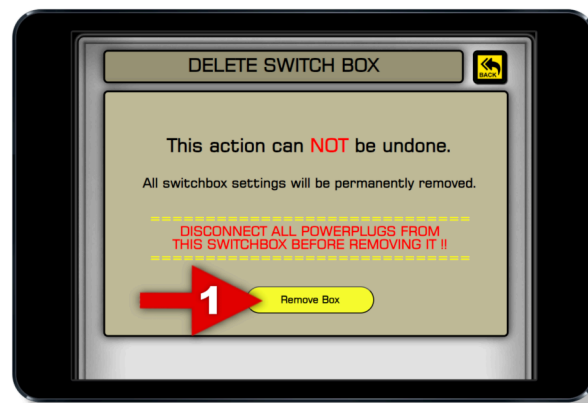 DELETE SWITCH BOX
BACK
This action can NOT be undone.
All switchbox settings will be permanently removed.
==================================
DISCONNECT ALL POWERPLUGS FROM
THIS SWITCHBOX BEFORE REMOVING IT !!
==================================
1
Remove Box